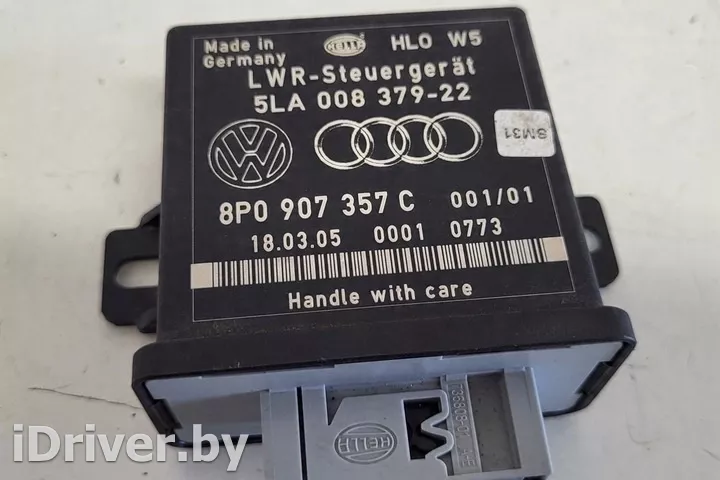 Made in
Germany
HELLA HLO W5
LWR-Steuergerät
5LA 008 379-22
SM31
8P0 907 357 C 001/01
18.03.05 0001 0773
Handle with care
HELLA
iDriver.by